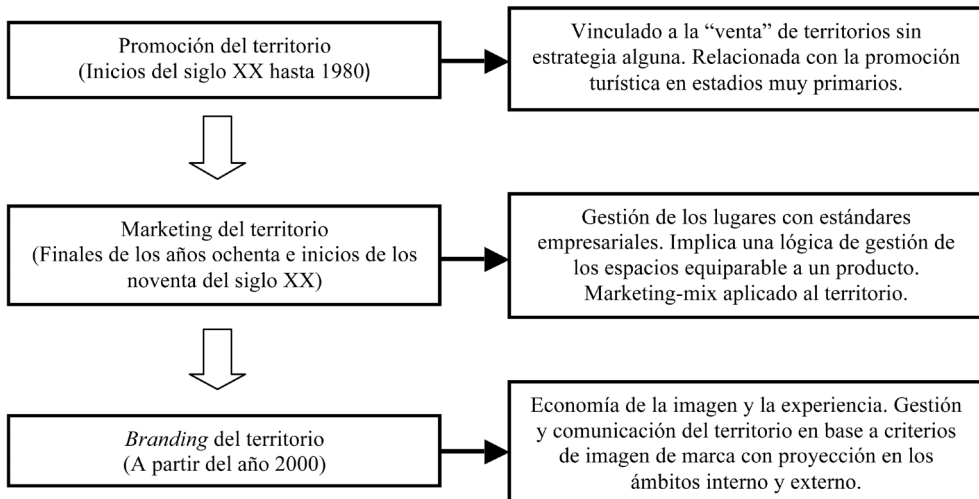 Promoción del territorio
(Inicios del siglo XX hasta 1980)
Vinculado a la “venta” de territorios sin
estrategia alguna. Relacionada con la promoción
turística en estadios muy primarios.
Marketing del territorio
(Finales de los años ochenta e inicios de los
noventa del siglo XX)
Gestión de los lugares con estándares
empresariales. Implica una lógica de gestión de
los espacios equiparable a un producto.
Marketing-mix aplicado al territorio.
Branding del territorio
(A partir del año 2000)
Economía de la imagen y la experiencia. Gestión
y comunicación del territorio en base a criterios
de imagen de marca con proyección en los
ámbitos interno y externo.